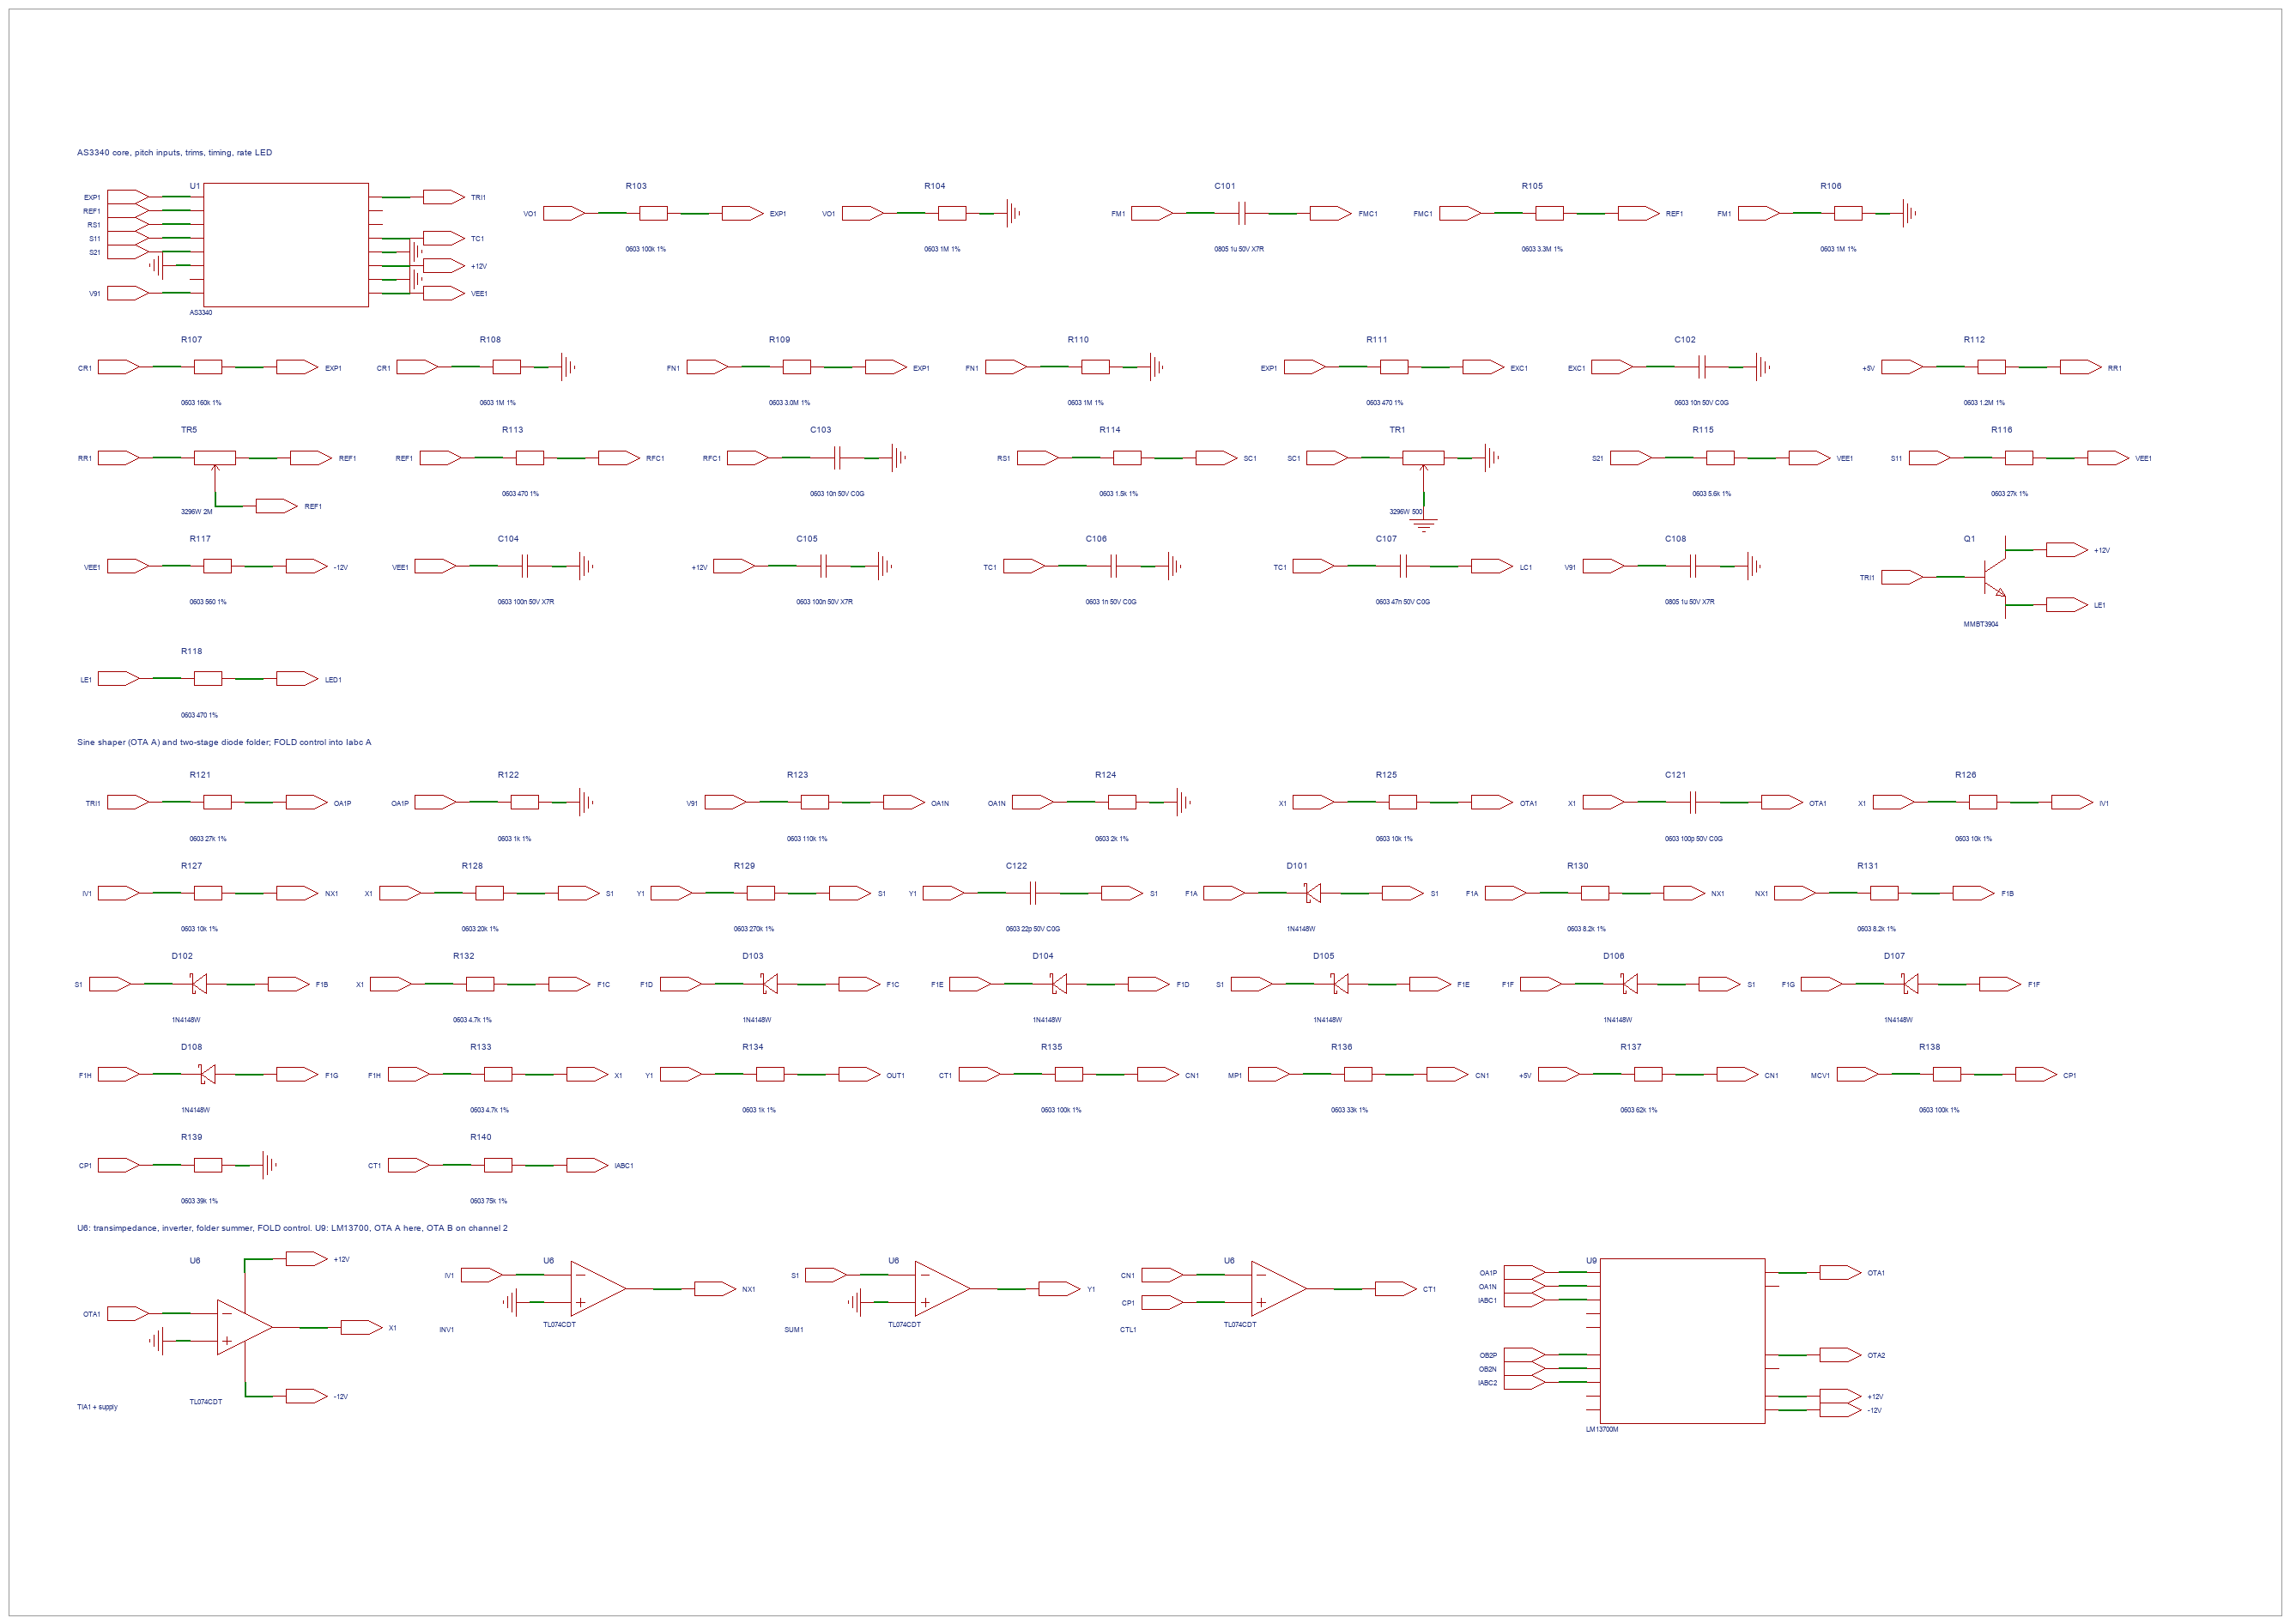 AS3340 core, pitch inputs, trims, timing, rate LED
U1
EXP1
REF1
RS1
S11
S21
V91
TRI1
TC1
+12V
VEE1
AS3340
R103
VO1
EXP1
0603 100k 1%
R104
VO1
0603 1M 1%
C101
FM1
FMC1
0805 1u 50V X7R
R105
FMC1
REF1
0603 3.3M 1%
R106
FM1
0603 1M 1%
R107
CR1
EXP1
0603 160k 1%
R108
CR1
0603 1M 1%
R109
FN1
EXP1
0603 3.0M 1%
R110
FN1
0603 1M 1%
R111
EXP1
EXC1
0603 470 1%
C102
EXC1
0603 10n 50V C0G
R112
+5V
RR1
0603 1.2M 1%
TR5
RR1
REF1
REF1
3296W 2M
R113
REF1
RFC1
0603 470 1%
C103
RFC1
0603 10n 50V C0G
R114
RS1
SC1
0603 1.5k 1%
TR1
SC1
3296W 500
R115
S21
VEE1
0603 5.6k 1%
R116
S11
VEE1
0603 27k 1%
R117
VEE1
-12V
0603 560 1%
C104
VEE1
0603 100n 50V X7R
C105
+12V
0603 100n 50V X7R
C106
TC1
0603 1n 50V C0G
C107
TC1
LC1
0603 47n 50V C0G
C108
V91
0805 1u 50V X7R
Q1
TRI1
+12V
LE1
MMBT3904
R118
LE1
LED1
0603 470 1%
Sine shaper (OTA A) and two-stage diode folder; FOLD control into Iabc A
R121
TRI1
OA1P
0603 27k 1%
R122
OA1P
0603 1k 1%
R123
V91
OA1N
0603 110k 1%
R124
OA1N
0603 2k 1%
R125
X1
OTA1
0603 10k 1%
C121
X1
OTA1
0603 100p 50V C0G
R126
X1
IV1
0603 10k 1%
R127
IV1
NX1
0603 10k 1%
R128
X1
S1
0603 20k 1%
R129
Y1
S1
0603 270k 1%
C122
Y1
S1
0603 22p 50V C0G
D101
F1A
S1
1N4148W
R130
F1A
NX1
0603 8.2k 1%
R131
NX1
F1B
0603 8.2k 1%
D102
S1
F1B
1N4148W
R132
X1
F1C
0603 4.7k 1%
D103
F1D
F1C
1N4148W
D104
F1E
F1D
1N4148W
D105
S1
F1E
1N4148W
D106
F1F
S1
1N4148W
D107
F1G
F1F
1N4148W
D108
F1H
F1G
1N4148W
R133
F1H
X1
0603 4.7k 1%
R134
Y1
OUT1
0603 1k 1%
R135
CT1
CN1
0603 100k 1%
R136
MP1
CN1
0603 33k 1%
R137
+5V
CN1
0603 62k 1%
R138
MCV1
CP1
0603 100k 1%
R139
CP1
0603 39k 1%
R140
CT1
IABC1
0603 75k 1%
U6: transimpedance, inverter, folder summer, FOLD control. U9: LM13700, OTA A here, OTA B on channel 2
U6
+12V
OTA1
X1
-12V
TL074CDT
TIA1 + supply
U6
IV1
NX1
TL074CDT
INV1
U6
S1
Y1
TL074CDT
SUM1
U6
CN1
CP1
CT1
TL074CDT
CTL1
U9
OA1P
OA1N
IABC1
OB2P
OB2N
IABC2
OTA1
OTA2
+12V
-12V
LM13700M